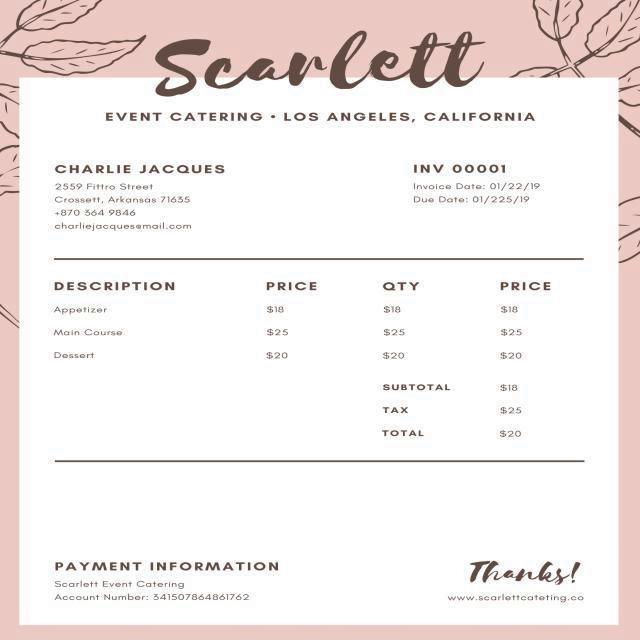 Scarlett
EVENT CATERING • LOS ANGELES, CALIFORNIA
CHARLIE JACQUES
2559 Fittro Street
Crossett, Arkansas 71635
+870 364 9846
charliejacques@mail.com
INV 00001
Invoice Date: 01/22/19
Due Date: 01/225/19
DESCRIPTION PRICE QTY PRICE
Appetizer $18 $18 $18
Main Course $25 $25 $25
Dessert $20 $20 $20
SUBTOTAL $18
TAX $25
TOTAL $20
PAYMENT INFORMATION
Scarlett Event Catering
Account Number: 341507864861762
Thanks!
www.scarlettcateting.co